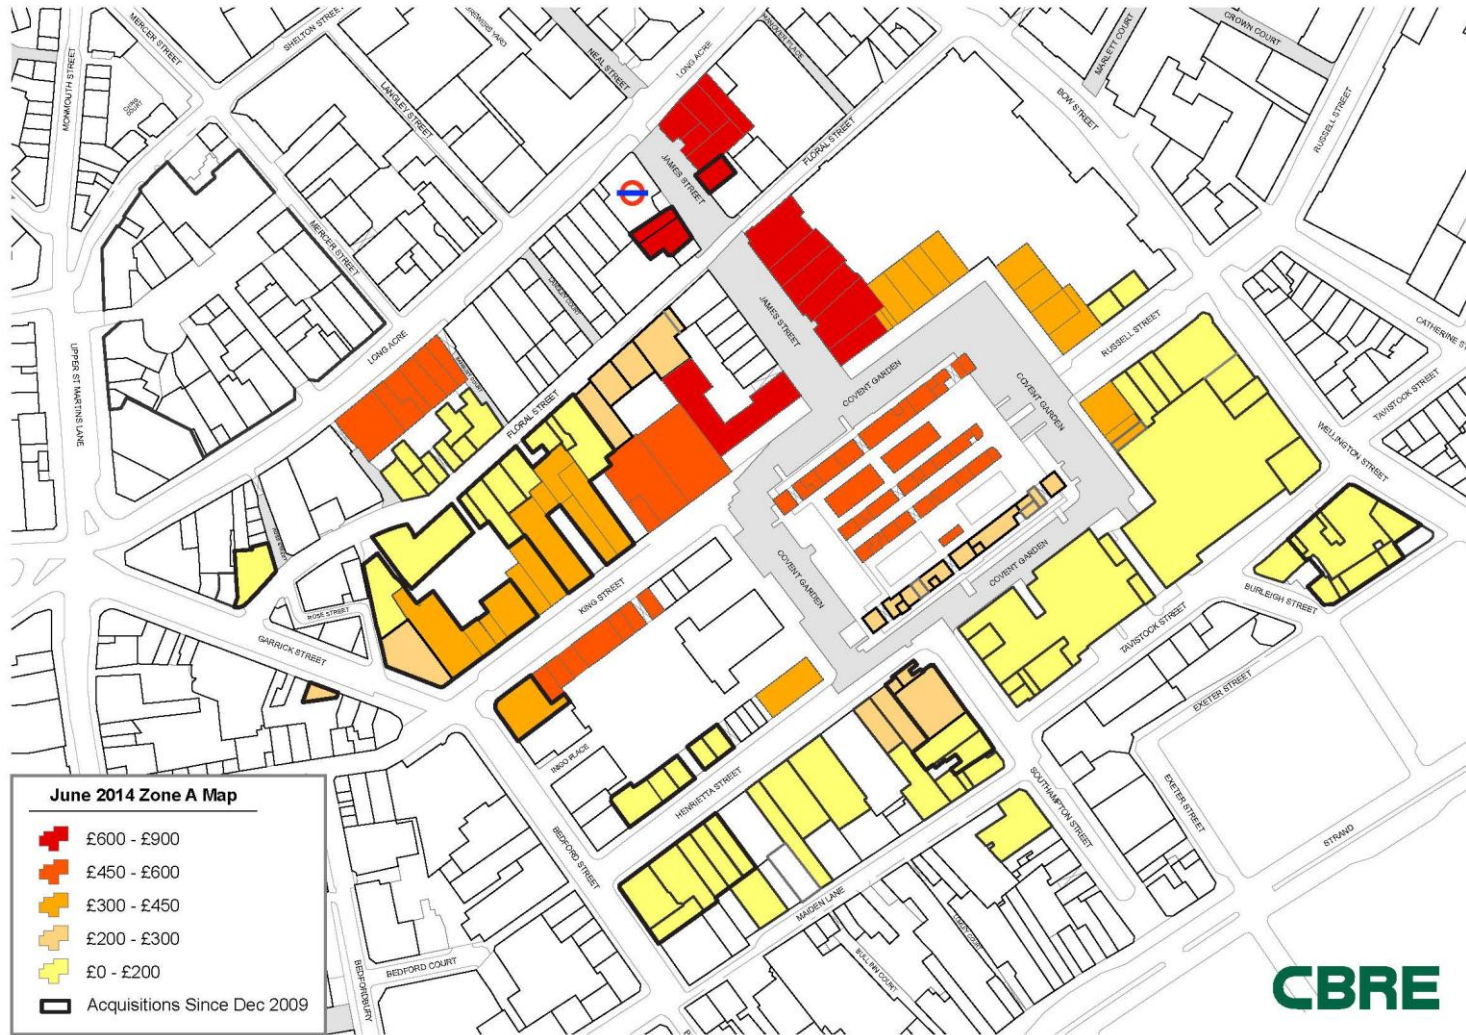 MERCER STREET
SHELTON STREET
NEAL STREET
LONG ACRE
CROWN COURT
MARLETT COURT
MONMOUTH STREET
LANGLEY STREET
BOW STREET
RUSSELL STREET
FLORAL STREET
JAMES STREET
MERCER STREET
JAMES STREET
LONG ACRE
UPPER ST MARTINS LANE
FLORAL STREET
COVENT GARDEN
COVENT GARDEN
RUSSELL STREET
CATHERINE ST
TAVISTOCK STREET
WELLINGTON STREET
KING STREET
COVENT GARDEN
COVENT GARDEN
ROSE STREET
GARRICK STREET
BURLEIGH STREET
TAVISTOCK STREET
EXETER STREET
INIGO PLACE
HENRIETTA STREET
SOUTHAMPTON STREET
EXETER STREET
STRAND
BEDFORD STREET
MAIDEN LANE
BULL INN COURT
BEDFORD COURT
BEDFORDBURY
June 2014 Zone A Map
£600 - £900
£450 - £600
£300 - £450
£200 - £300
£0 - £200
Acquisitions Since Dec 2009
CBRE